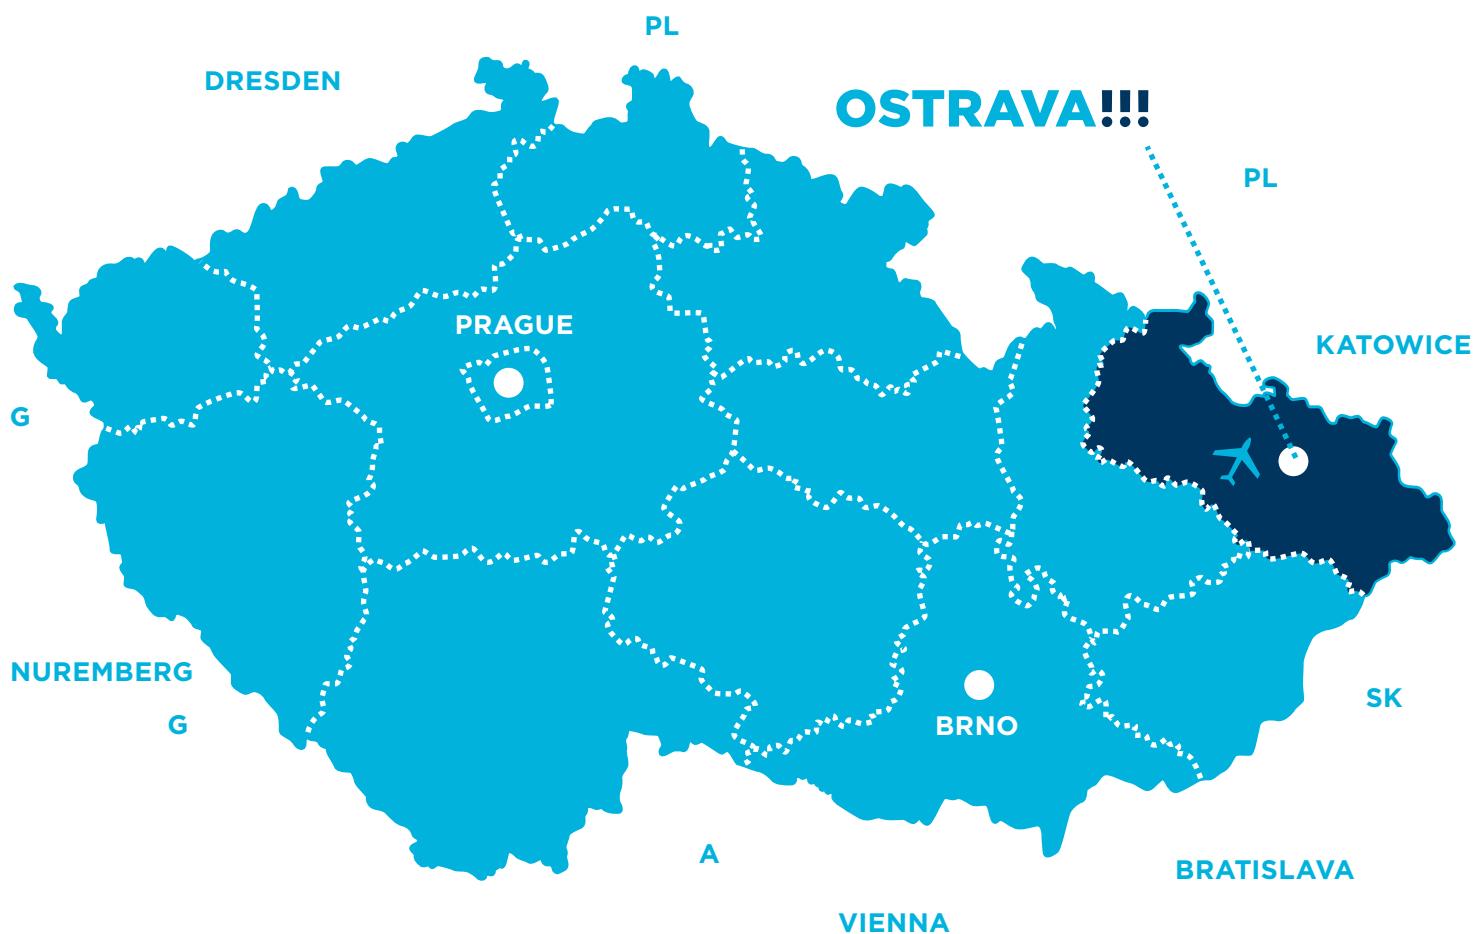 PL
DRESDEN
OSTRAVA!!!
PL
PRAGUE
KATOWICE
G
NUREMBERG
SK
G
BRNO
A
BRATISLAVA
VIENNA